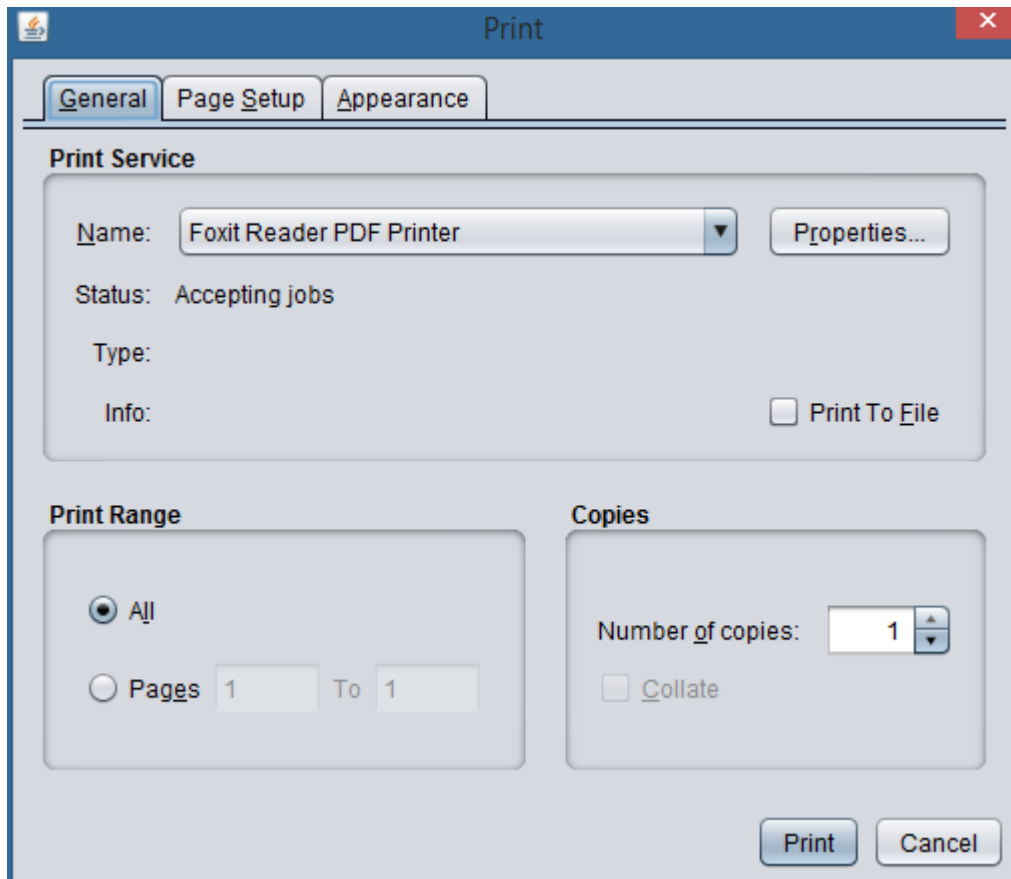 Print
General Page Setup Appearance
Print Service
Name: Foxit Reader PDF Printer Properties...
Status: Accepting jobs
Type:
Info: Print To File
Print Range
All
Pages 1 To 1
Copies
Number of copies: 1
Collate
Print Cancel